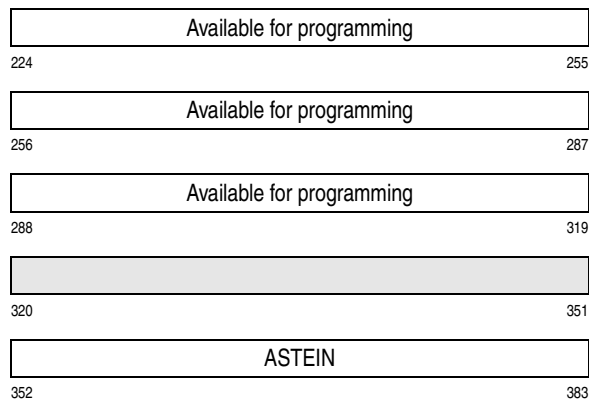 Available for programming
224 255
Available for programming
256 287
Available for programming
288 319
320 351
ASTEIN
352 383